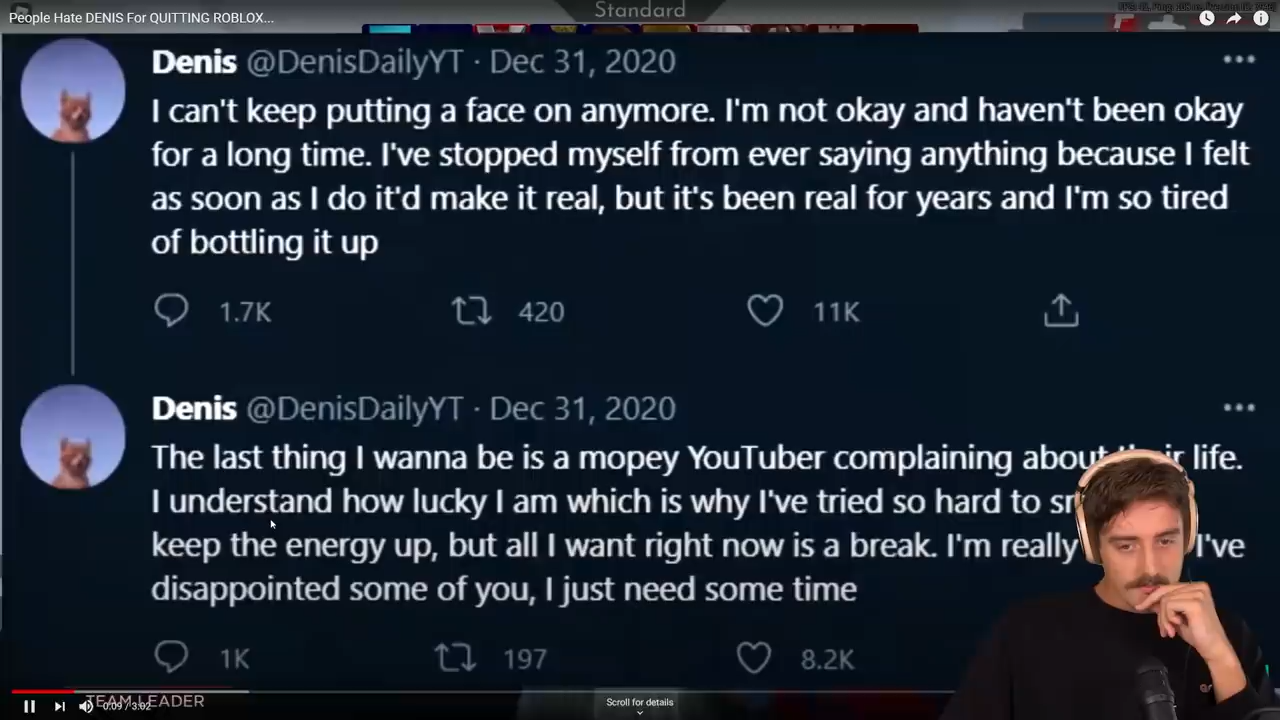 People Hate DENIS For QUITTING ROBLOX...
Standard
Denis @DenisDailyYT · Dec 31, 2020
I can't keep putting a face on anymore. I'm not okay and haven't been okay
for a long time. I've stopped myself from ever saying anything because I felt
as soon as I do it'd make it real, but it's been real for years and I'm so tired
of bottling it up
1.7K 420 11K
Denis @DenisDailyYT · Dec 31, 2020
The last thing I wanna be is a mopey YouTuber complaining about life.
I understand how lucky I am which is why I've tried so hard to
keep the energy up, but all I want right now is a break. I'm really I've
disappointed some of you, I just need some time
1K 197 8.2K
TEAM LEADER
0:09 / 3:02
Scroll for details